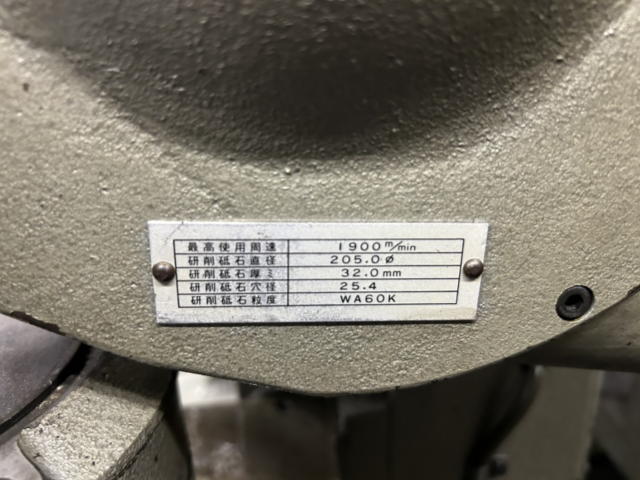 最高使用周速 1900m/min
研削砥石直径 205.0ø
研削砥石厚ミ 32.0mm
研削砥石穴径 25.4
研削砥石粒度 WA60K